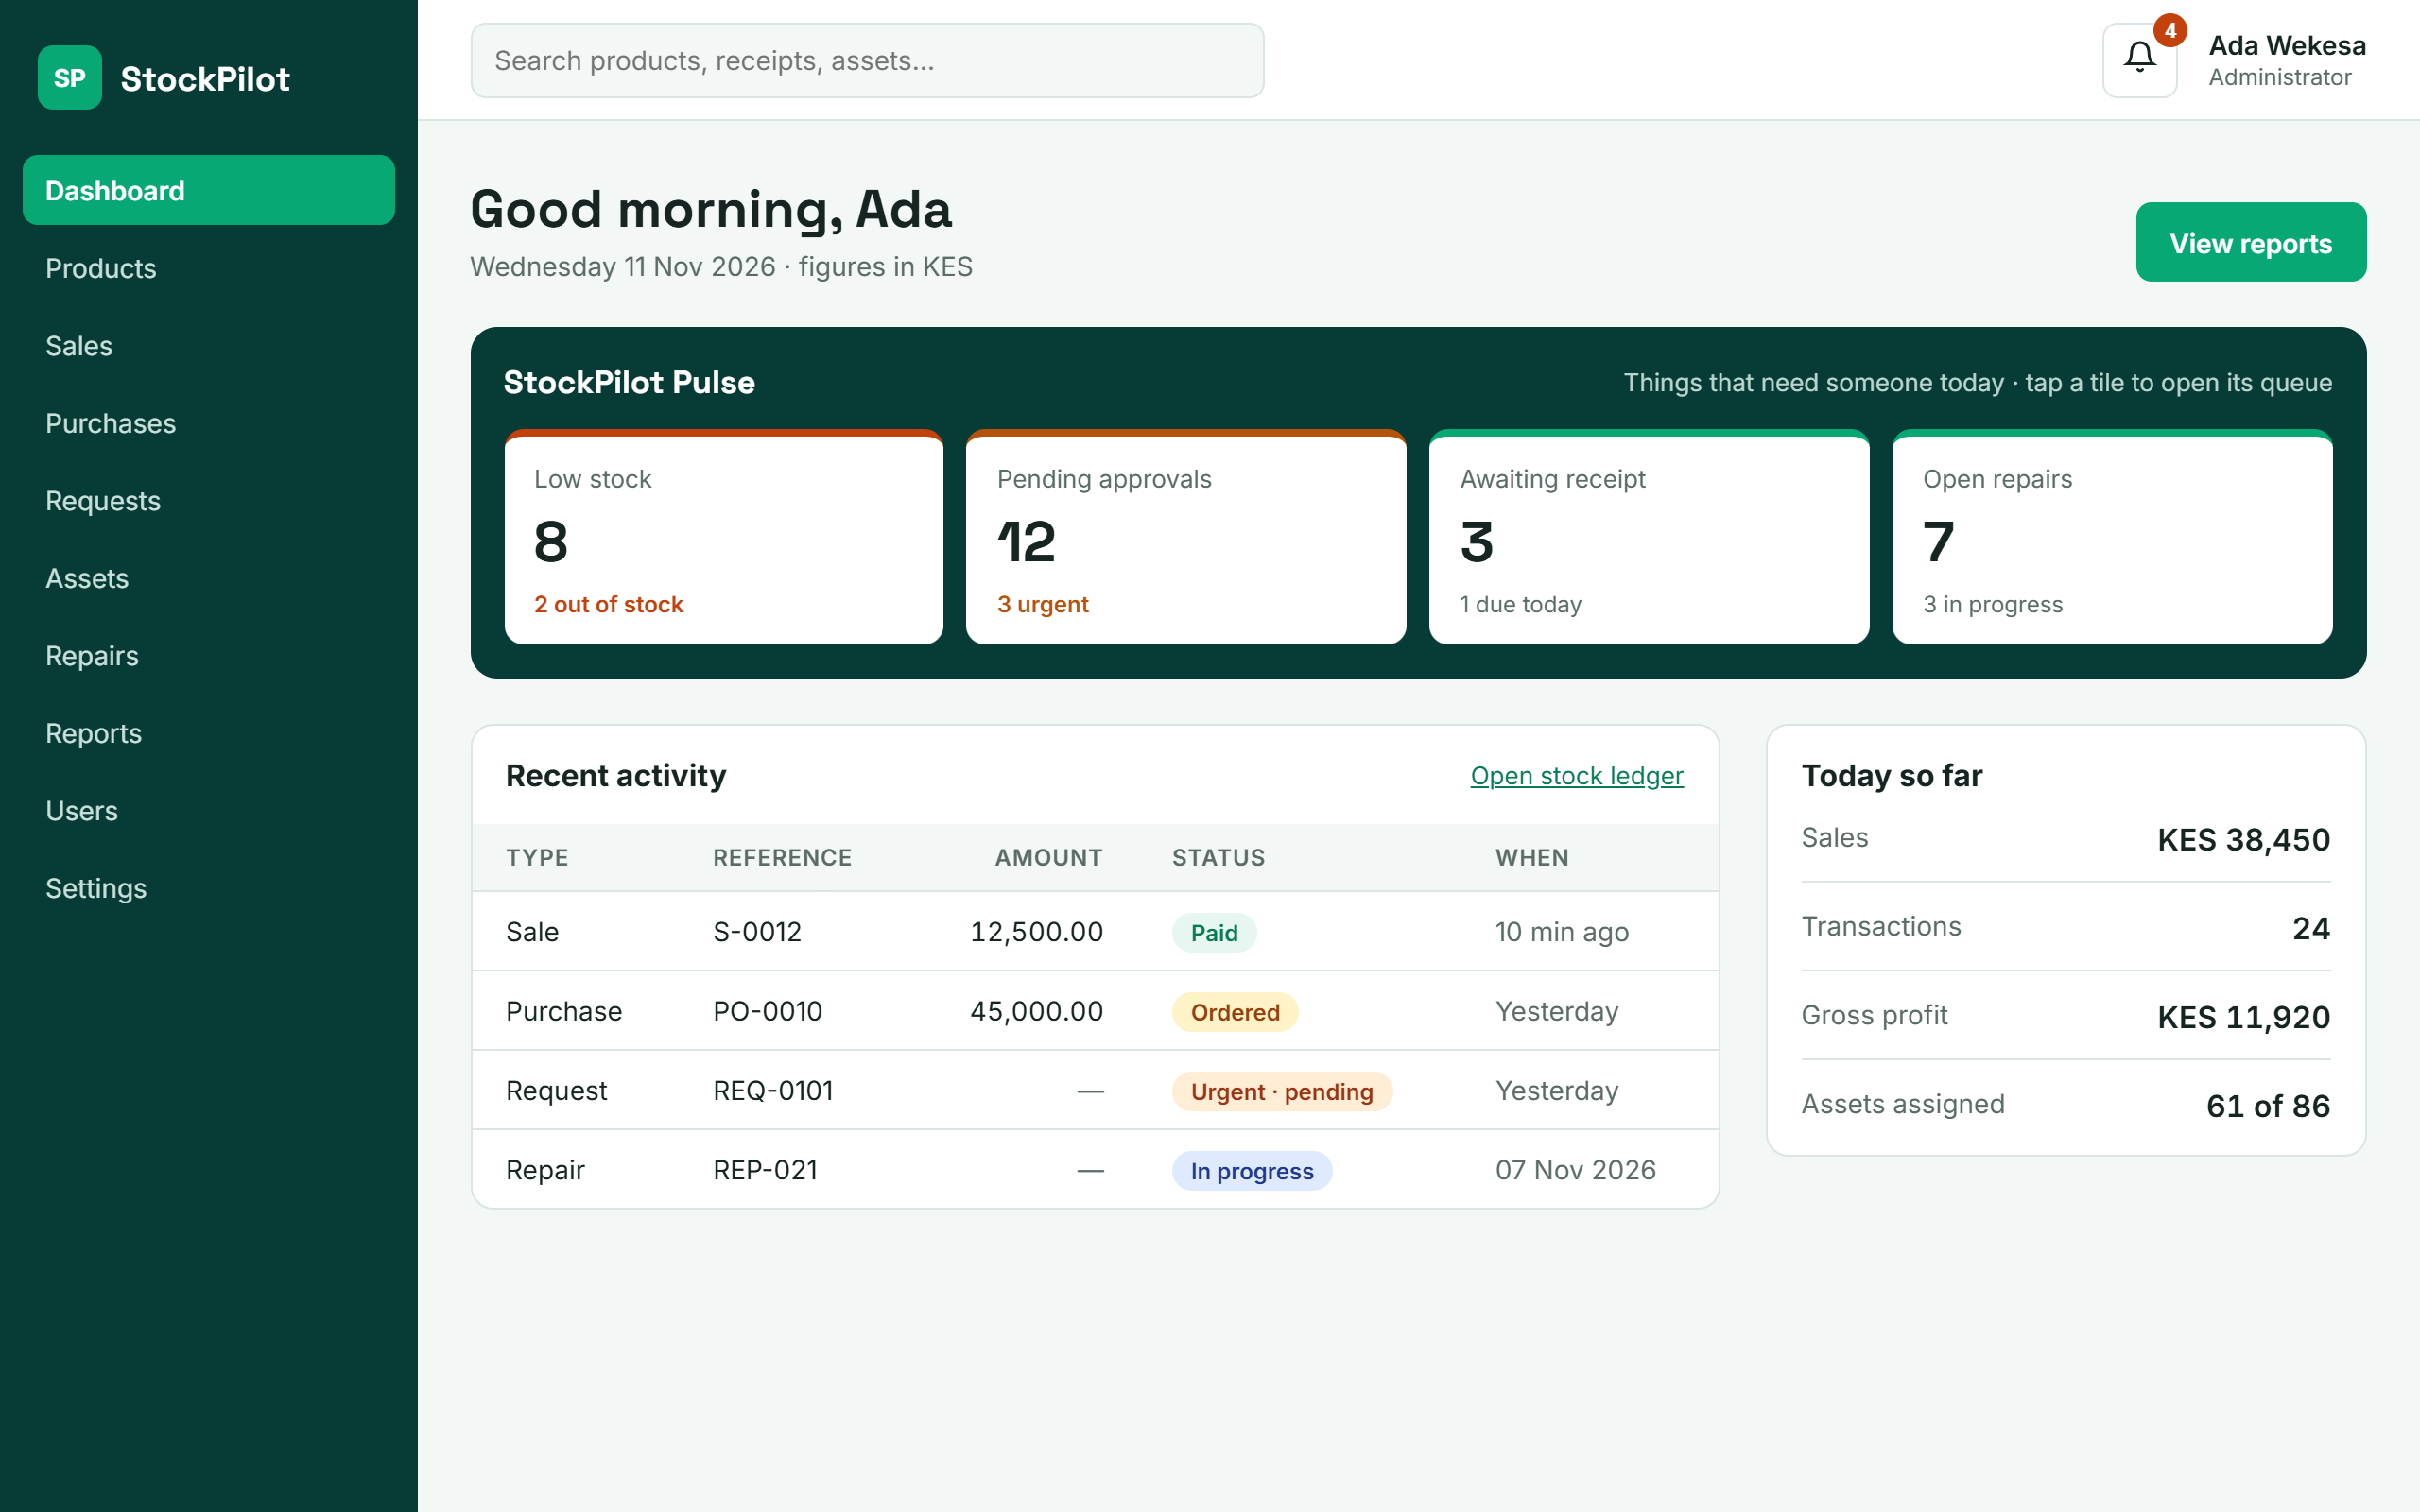 SP StockPilot
Dashboard
Products
Sales
Purchases
Requests
Assets
Repairs
Reports
Users
Settings
Search products, receipts, assets...
4
Ada Wekesa
Administrator
Good morning, Ada
Wednesday 11 Nov 2026 · figures in KES
View reports
StockPilot Pulse
Things that need someone today · tap a tile to open its queue
Low stock
8
2 out of stock
Pending approvals
12
3 urgent
Awaiting receipt
3
1 due today
Open repairs
7
3 in progress
Recent activity
Open stock ledger
TYPE REFERENCE AMOUNT STATUS WHEN
Sale S-0012 12,500.00 Paid 10 min ago
Purchase PO-0010 45,000.00 Ordered Yesterday
Request REQ-0101 — Urgent · pending Yesterday
Repair REP-021 — In progress 07 Nov 2026
Today so far
Sales KES 38,450
Transactions 24
Gross profit KES 11,920
Assets assigned 61 of 86